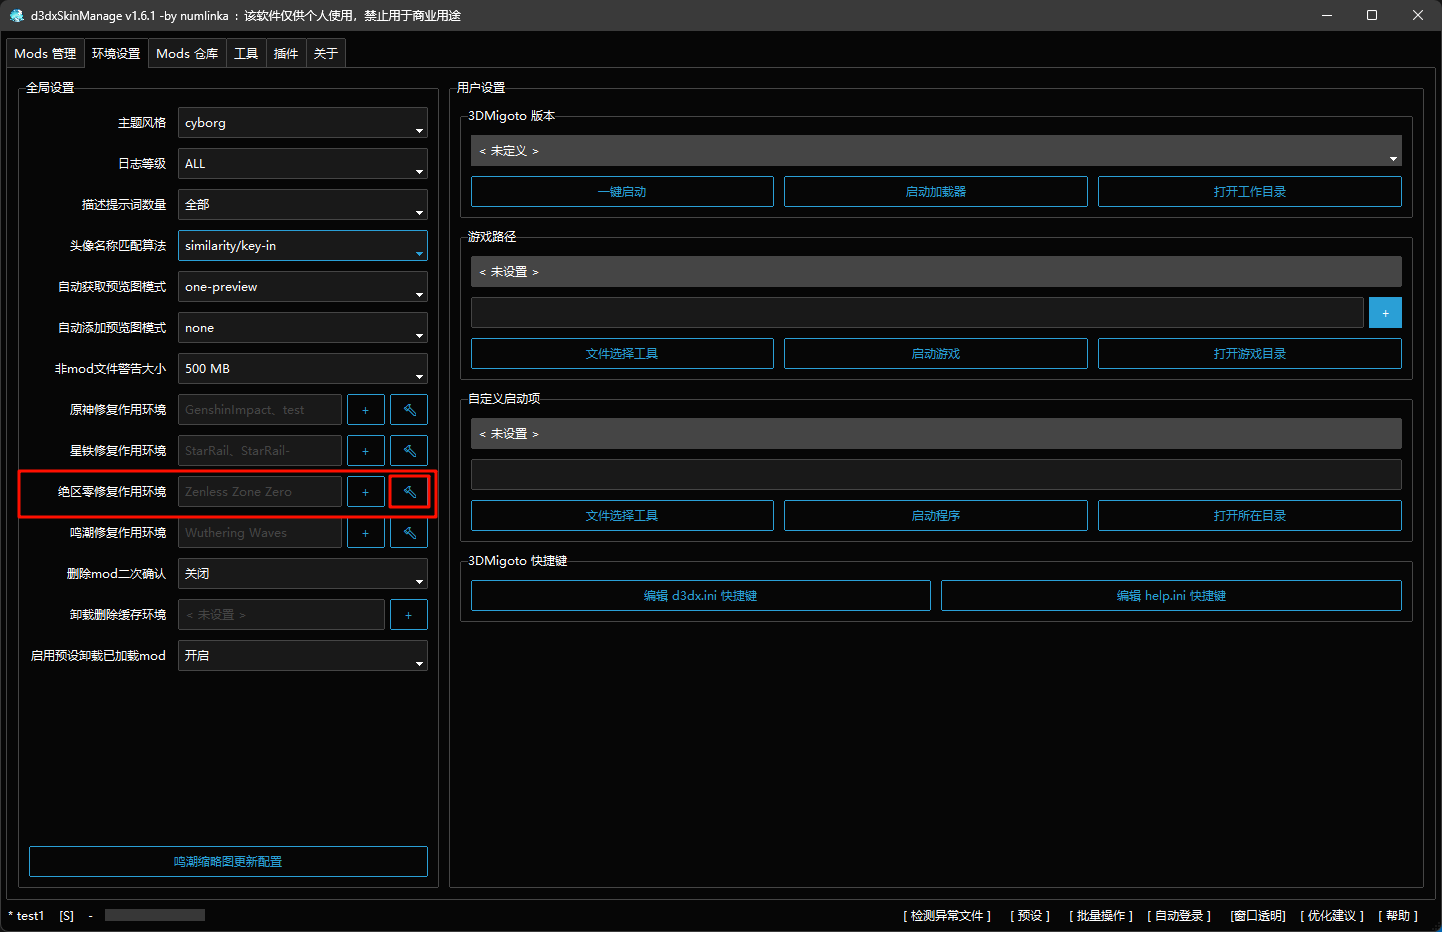 d3dxSkinManage v1.6.1 -by numlinka ：该软件仅供个人使用，禁止用于商业用途
Mods 管理 环境设置 Mods 仓库 工具 插件 关于
全局设置
主题风格 cyborg
日志等级 ALL
描述提示词数量 全部
头像名称匹配算法 similarity/key-in
自动获取预览图模式 one-preview
自动添加预览图模式 none
非mod文件警告大小 500 MB
原神修复作用环境 GenshinImpact、test +
星铁修复作用环境 StarRail、StarRail- +
绝区零修复作用环境 Zenless Zone Zero +
鸣潮修复作用环境 Wuthering Waves +
删除mod二次确认 关闭
卸载删除缓存环境 < 未设置 > +
启用预设卸载已加载mod 开启
鸣潮缩略图更新配置
用户设置
3DMigoto 版本
< 未定义 >
一键启动 启动加载器 打开工作目录
游戏路径
< 未设置 >
+
文件选择工具 启动游戏 打开游戏目录
自定义启动项
< 未设置 >
文件选择工具 启动程序 打开所在目录
3DMigoto 快捷键
编辑 d3dx.ini 快捷键 编辑 help.ini 快捷键
* test1 [S] - [ 检测异常文件 ] [ 预设 ] [ 批量操作 ] [ 自动登录 ] [窗口透明] [ 优化建议 ] [ 帮助 ]